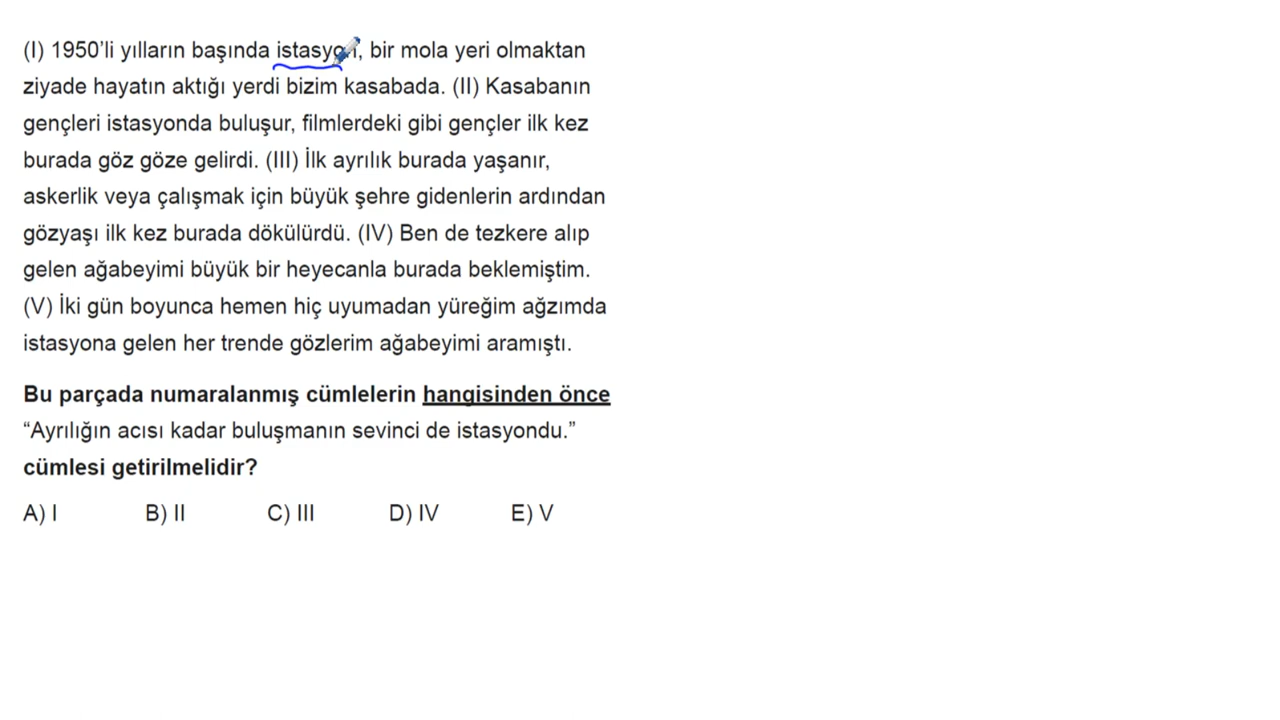 (I) 1950’li yılların başında istasyon, bir mola yeri olmaktan
ziyade hayatın aktığı yerdi bizim kasabada. (II) Kasabanın
gençleri istasyonda buluşur, filmlerdeki gibi gençler ilk kez
burada göz göze gelirdi. (III) İlk ayrılık burada yaşanır,
askerlik veya çalışmak için büyük şehre gidenlerin ardından
gözyaşı ilk kez burada dökülürdü. (IV) Ben de tezkere alıp
gelen ağabeyimi büyük bir heyecanla burada beklemiştim.
(V) İki gün boyunca hemen hiç uyumadan yüreğim ağzımda
istasyona gelen her trende gözlerim ağabeyimi aramıştı.
Bu parçada numaralanmış cümlelerin hangisinden önce
“Ayrılığın acısı kadar buluşmanın sevinci de istasyondu.”
cümlesi getirilmelidir?
A) I B) II C) III D) IV E) V